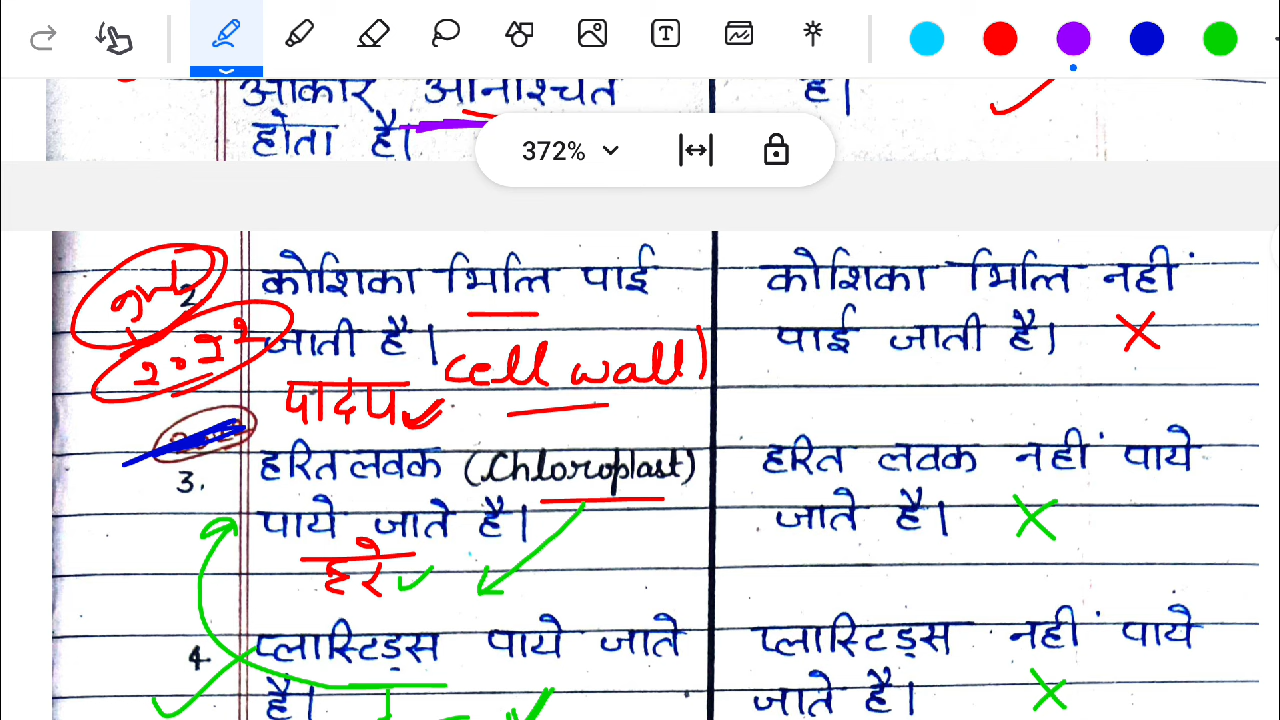 आकार अनिश्चित
है।
होता है।
372%
2
कोशिका भित्ति पाई
कोशिका भित्ति नहीं
जाती है।
पाई जाती है।
cell wall)
पादप
3.
हरित लवक (Chloroplast)
हरित लवक नहीं पाये
पाये जाते है।
जाते है।
हरे
4.
प्लास्टिड्स पाये जाते
प्लास्टिड्स नहीं पाये
है।
जाते है।